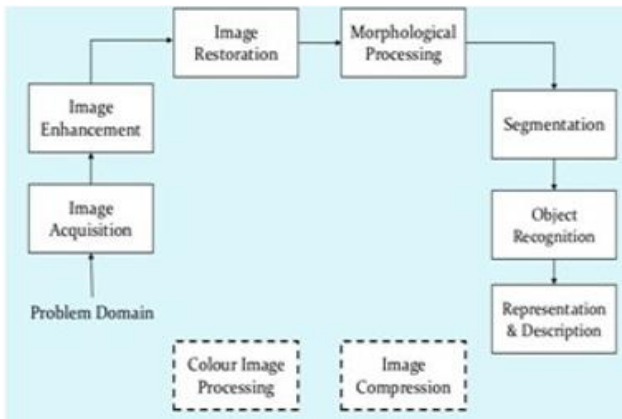 Image
Restoration
Morphological
Processing
Image
Enhancement
Segmentation
Image
Acquisition
Object
Recognition
Problem Domain
Representation
& Description
Colour Image
Processing
Image
Compression